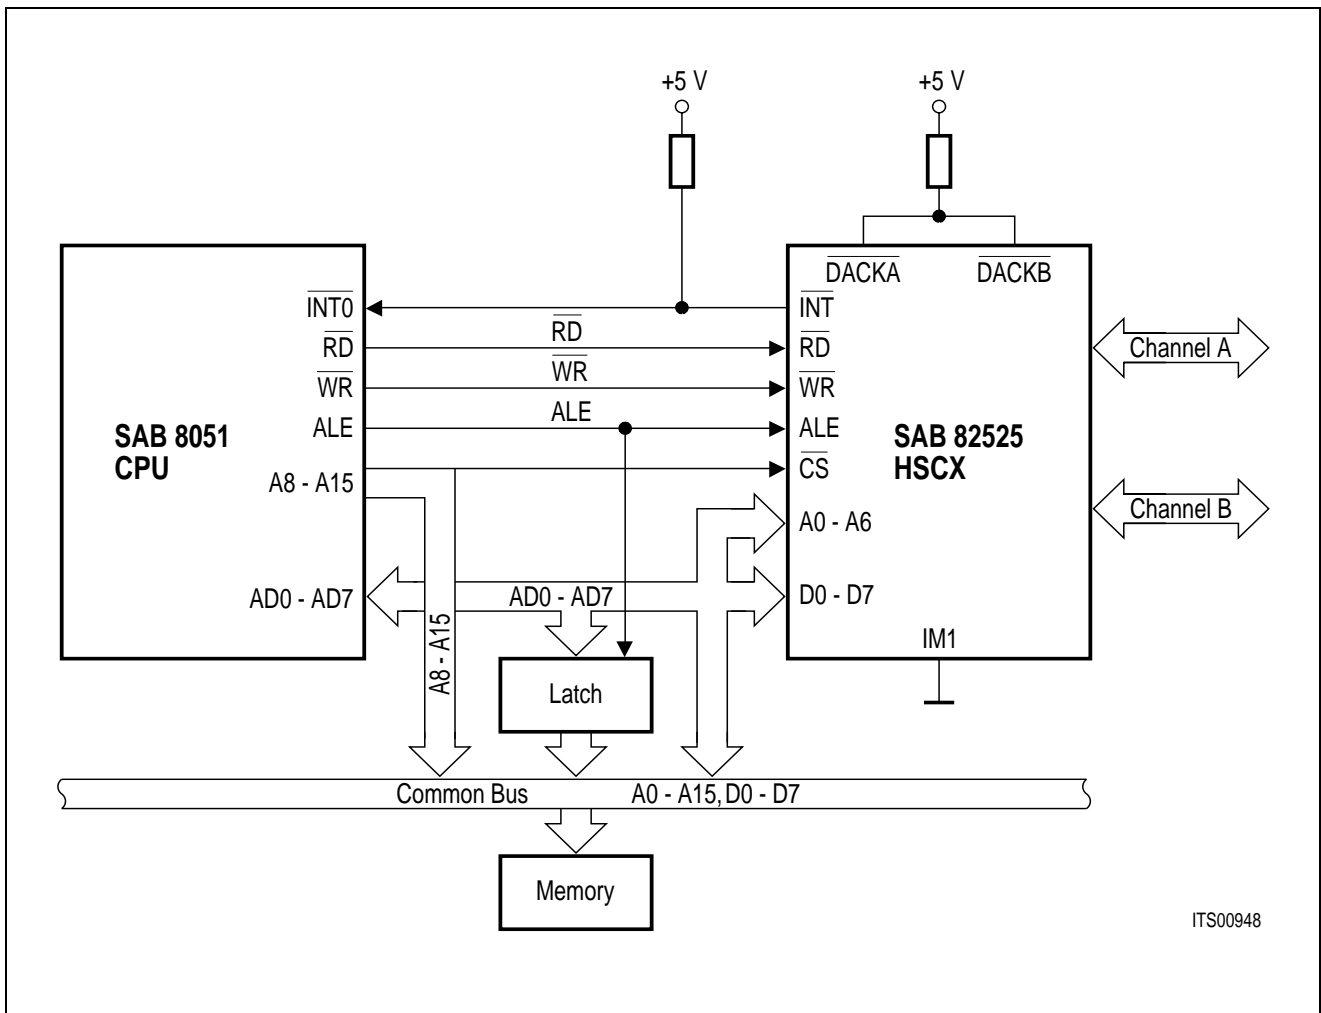 +5 V
+5 V
DACKA
DACKB
INT0
INT
RD
RD
RD
Channel A
WR
WR
WR
ALE
ALE
ALE
SAB 8051
CPU
SAB 82525
HSCX
CS
A8 - A15
Channel B
A0 - A6
AD0 - AD7
AD0 - AD7
D0 - D7
A8 - A15
IM1
Latch
Common Bus
A0 - A15, D0 - D7
Memory
ITS00948